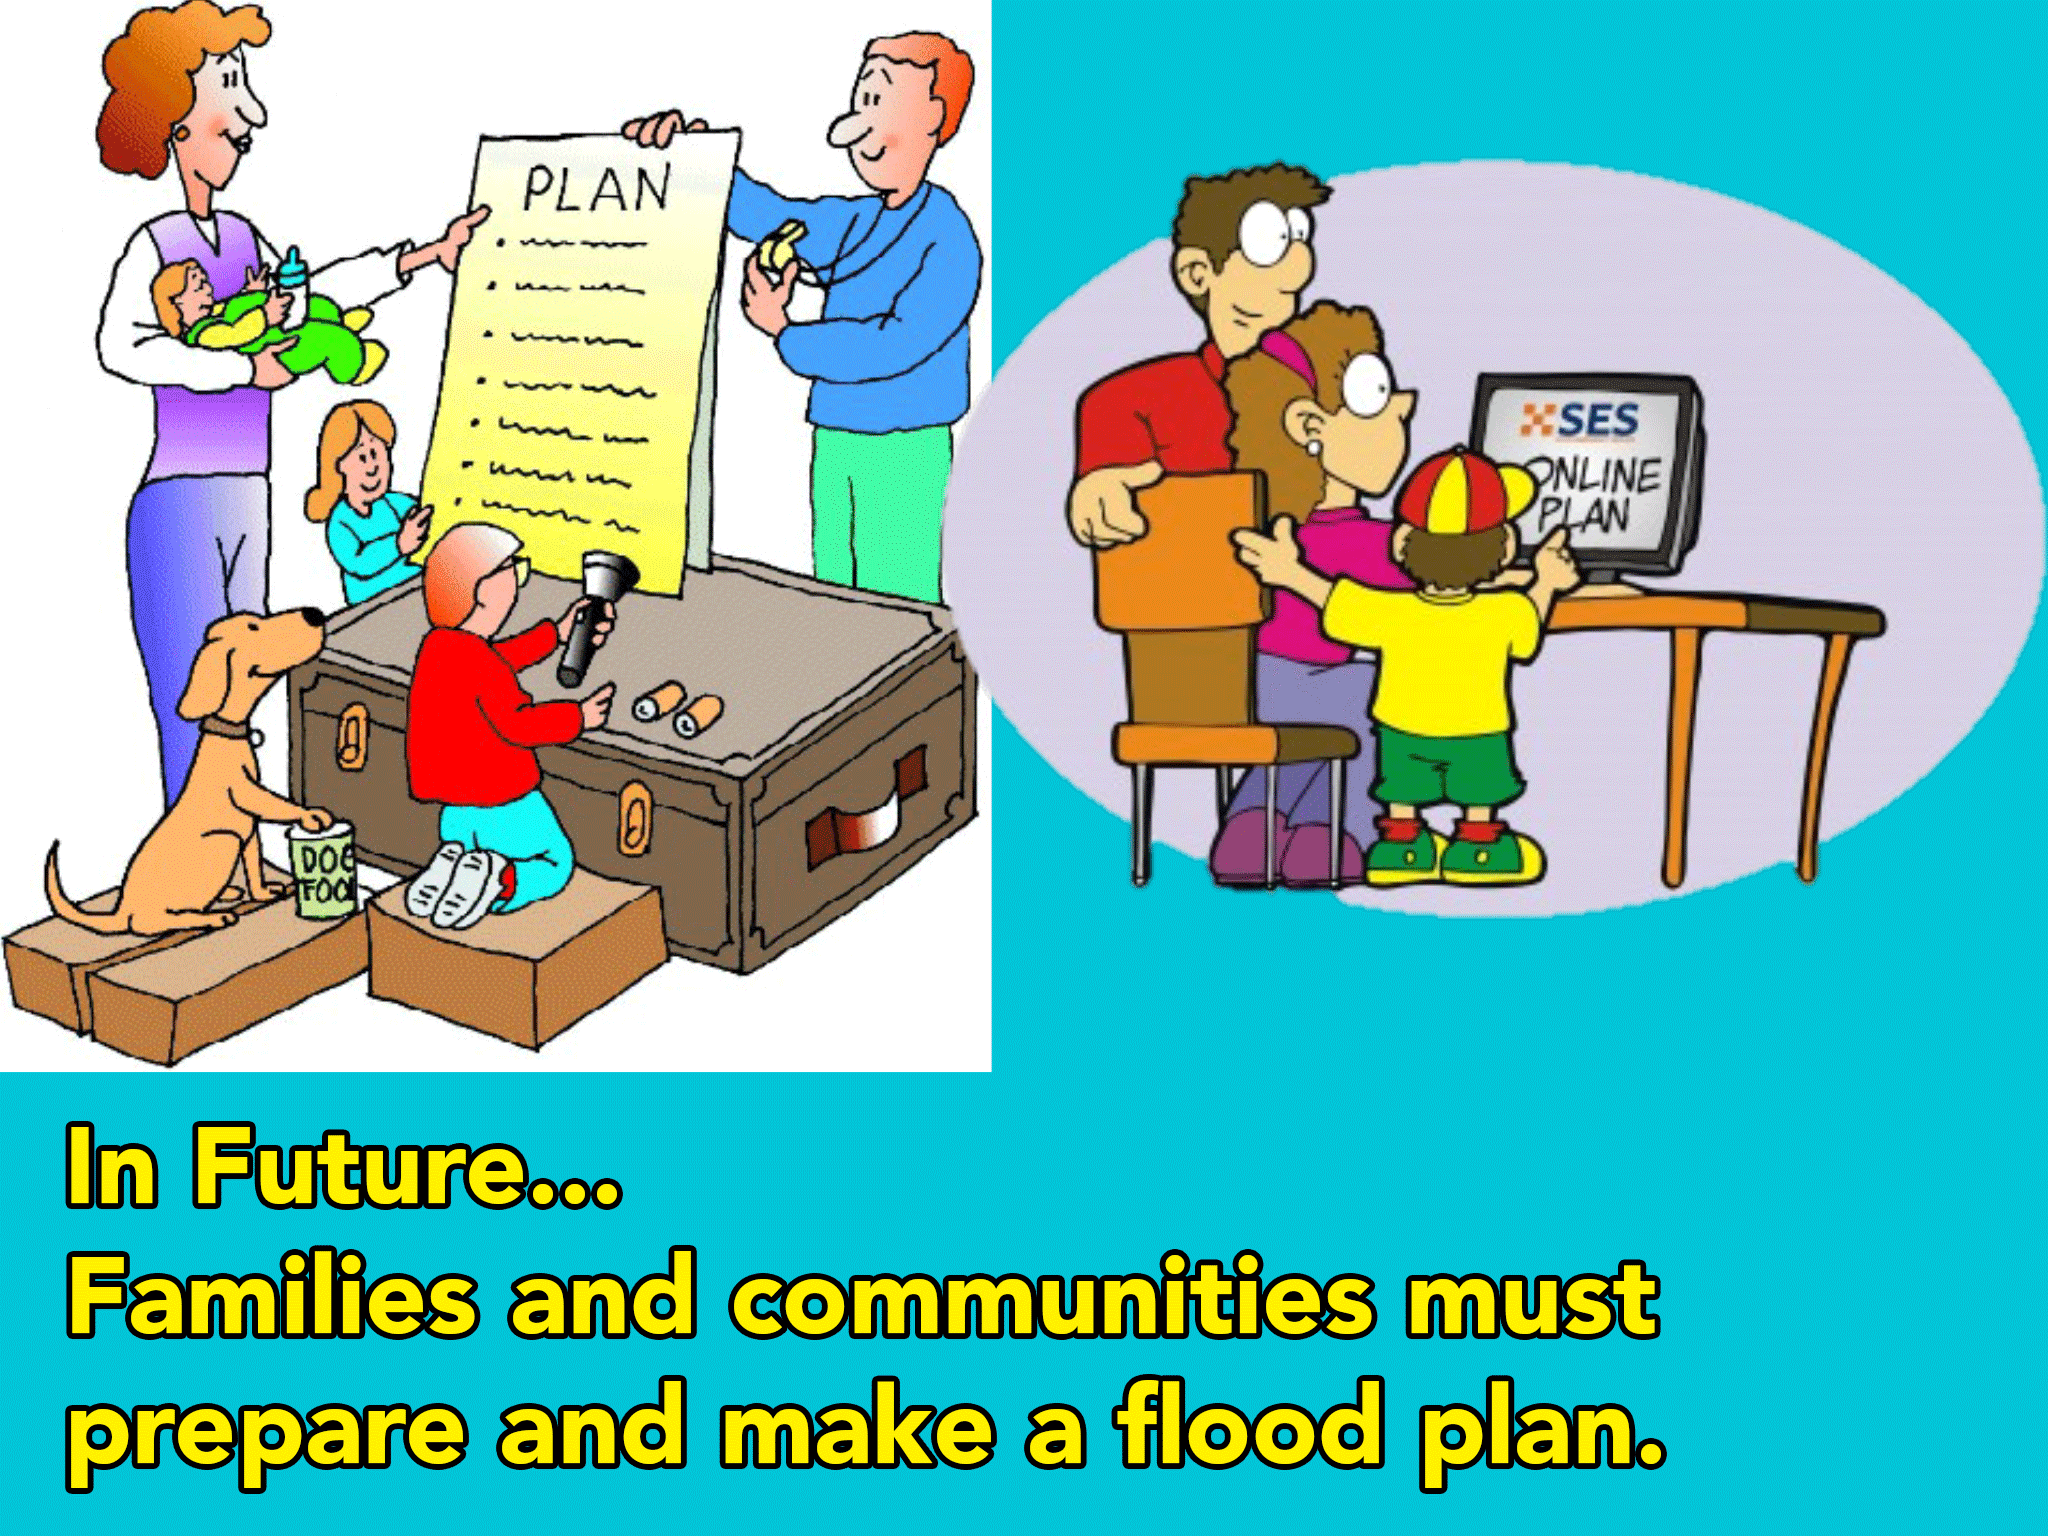 PLAN
DOG
FOOD
SES
ONLINE
PLAN
In Future...
Families and communities must
prepare and make a flood plan.